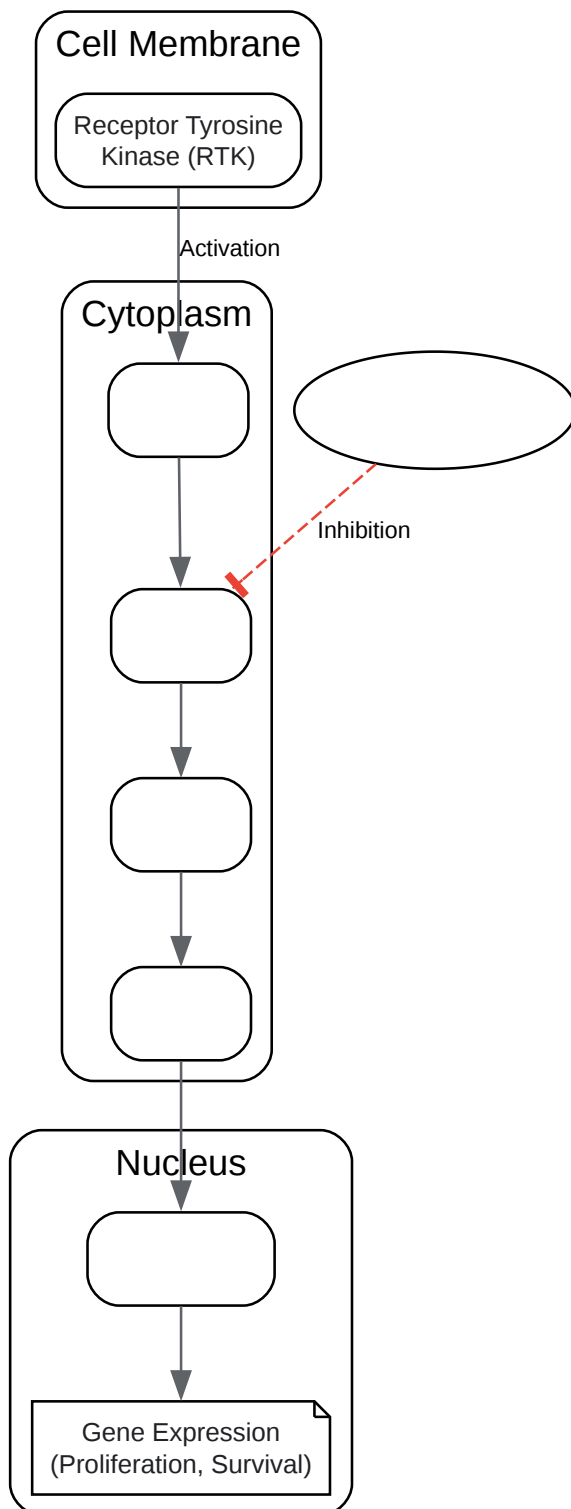 Cell Membrane
Receptor Tyrosine
Kinase (RTK)
Activation
Cytoplasm
Inhibition
Nucleus
Gene Expression
(Proliferation, Survival)